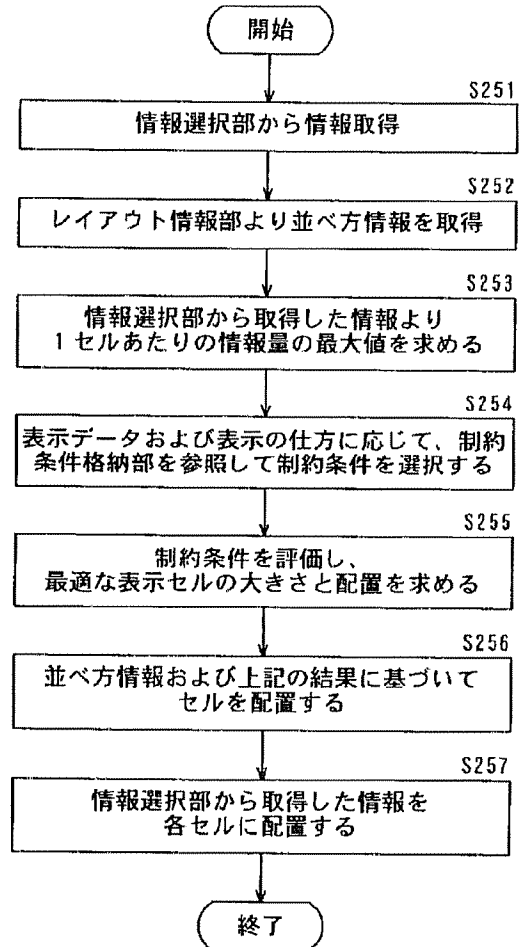 開始
S251
情報選択部から情報取得
S252
レイアウト情報部より並べ方情報を取得
S253
情報選択部から取得した情報より
1セルあたりの情報量の最大値を求める
S254
表示データおよび表示の仕方に応じて、制約
条件格納部を参照して制約条件を選択する
S255
制約条件を評価し、
最適な表示セルの大きさと配置を求める
S256
並べ方情報および上記の結果に基づいて
セルを配置する
S257
情報選択部から取得した情報を
各セルに配置する
終了